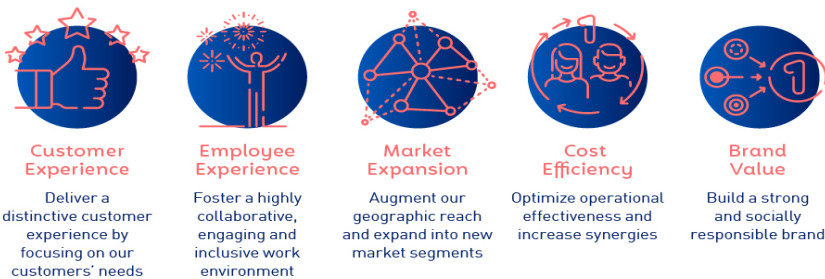 Customer
Experience
Deliver a
distinctive customer
experience by
focusing on our
customers' needs
Employee
Experience
Foster a highly
collaborative,
engaging and
inclusive work
environment
Market
Expansion
Augment our
geographic reach
and expand into new
market segments
Cost
Efficiency
Optimize operational
effectiveness and
increase synergies
Brand
Value
Build a strong
and socially
responsible brand